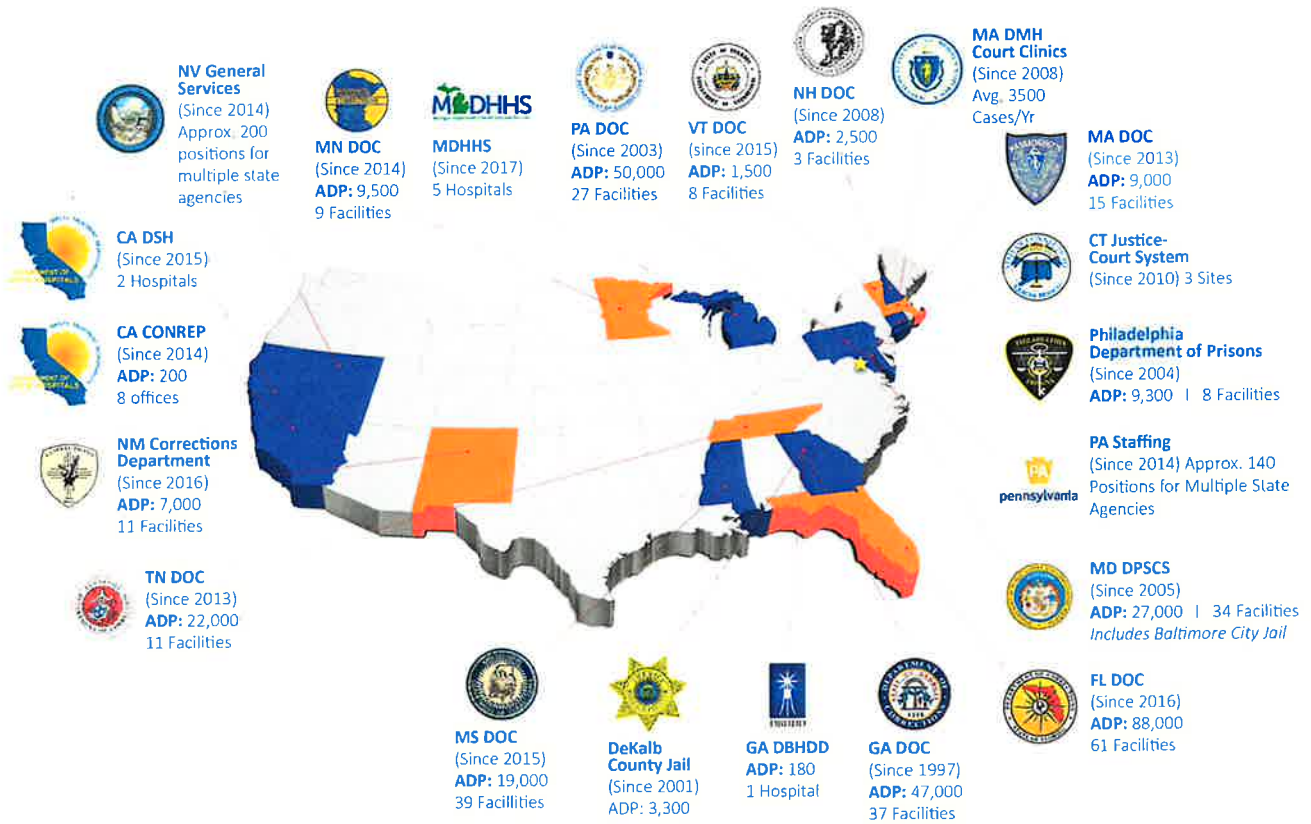 NV General
Services
(Since 2014)
Approx. 200
positions for
multiple state
agencies
MN DOC
(Since 2014)
ADP: 9,500
9 Facilities
MDHHS
MDHHS
(Since 2017)
5 Hospitals
PA DOC
(Since 2003)
ADP: 50,000
27 Facilities
VT DOC
(since 2015)
ADP: 1,500
8 Facilities
NH DOC
(Since 2008)
ADP: 2,500
3 Facilities
MA DMH
Court Clinics
(Since 2008)
Avg. 3500
Cases/Yr
MA DOC
(Since 2013)
ADP: 9,000
15 Facilities
CA DSH
(Since 2015)
2 Hospitals
CT Justice-
Court System
(Since 2010) 3 Sites
CA CONREP
(Since 2014)
ADP: 200
8 offices
Philadelphia
Department of Prisons
(Since 2004)
ADP: 9,300 | 8 Facilities
NM Corrections
Department
(Since 2016)
ADP: 7,000
11 Facilities
PA
pennsylvania
PA Staffing
(Since 2014) Approx. 140
Positions for Multiple State
Agencies
TN DOC
(Since 2013)
ADP: 22,000
11 Facilities
MD DPSCS
(Since 2005)
ADP: 27,000 | 34 Facilities
Includes Baltimore City Jail
MS DOC
(Since 2015)
ADP: 19,000
39 Facillities
DeKalb
County Jail
(Since 2001)
ADP: 3,300
GA DBHDD
ADP: 180
1 Hospital
DEPARTMENT OF
CORRECTIONS
GA DOC
(Since 1997)
ADP: 47,000
37 Facilities
FL DOC
(Since 2016)
ADP: 88,000
61 Facilities